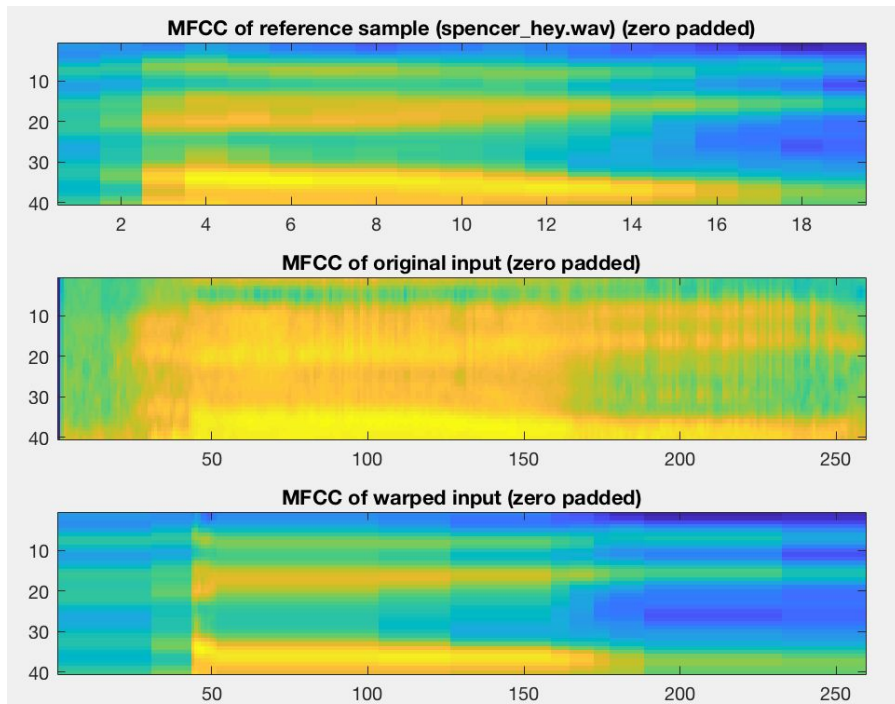 MFCC of reference sample (spencer_hey.wav) (zero padded)
10
20
30
40
2 4 6 8 10 12 14 16 18
MFCC of original input (zero padded)
10
20
30
40
50 100 150 200 250
MFCC of warped input (zero padded)
10
20
30
40
50 100 150 200 250